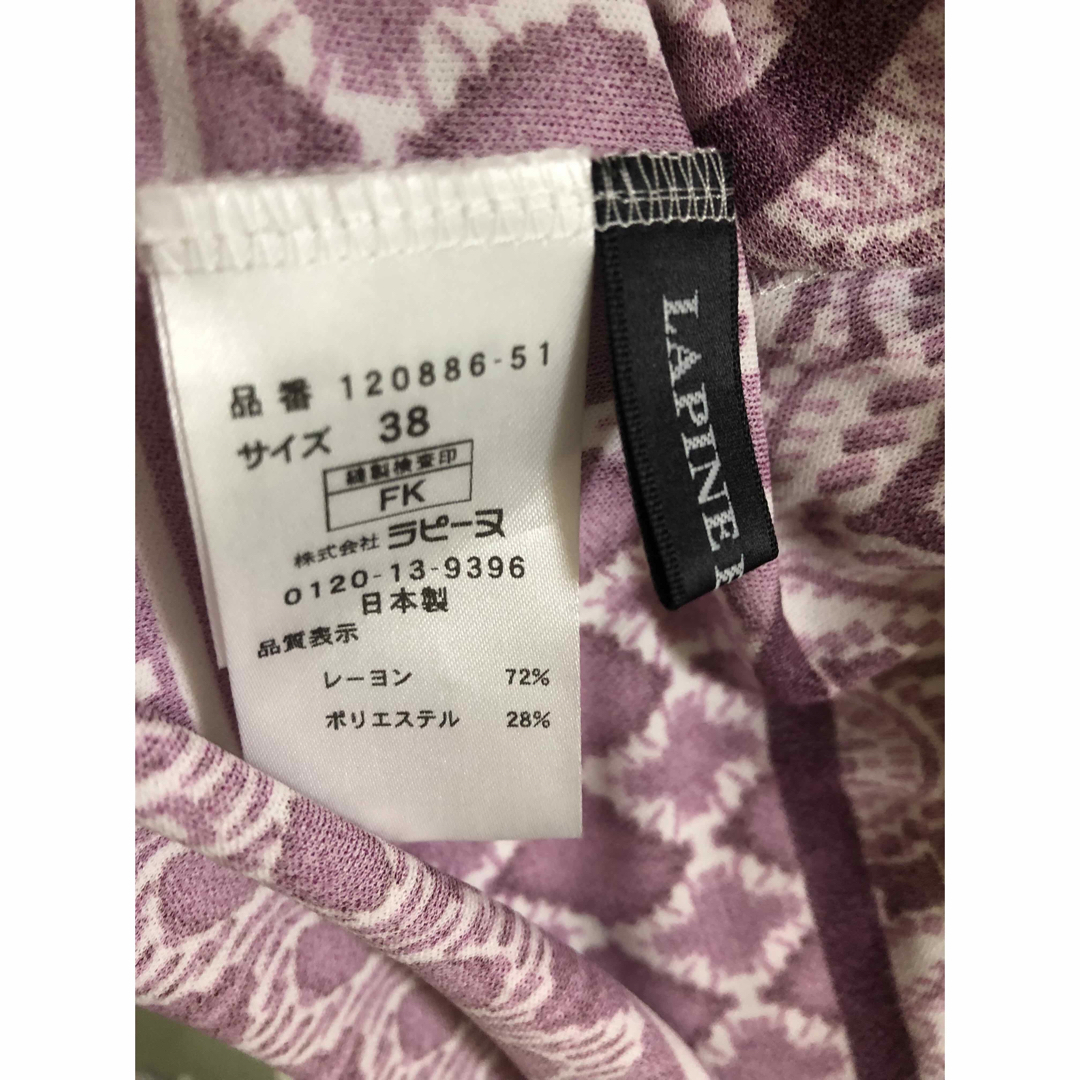 品番 120886-51
サイズ 38
縫製検査印
FK
株式会社 ラピーヌ
0120-13-9396
日本製
品質表示
レーヨン 72%
ポリエステル 28%
LAPINE